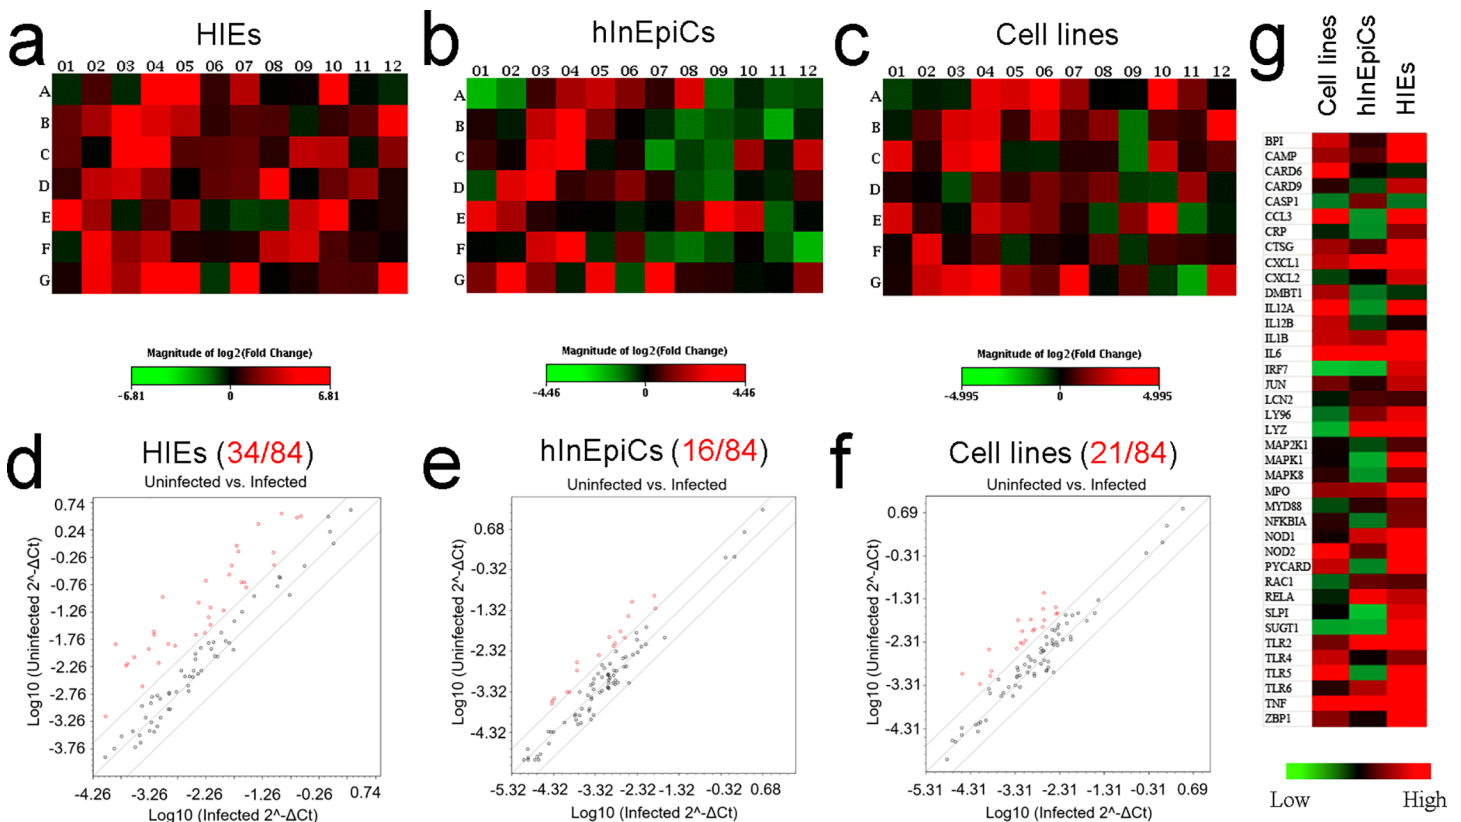 a
HIEs
01 02 03 04 05 06 07 08 09 10 11 12
A
B
C
D
E
F
G
Magnitude of log2(Fold Change)
-6.81 0 6.81
b
hInEpiCs
01 02 03 04 05 06 07 08 09 10 11 12
A
B
C
D
E
F
G
Magnitude of log2(Fold Change)
-4.46 0 4.46
c
Cell lines
01 02 03 04 05 06 07 08 09 10 11 12
A
B
C
D
E
F
G
Magnitude of log2(Fold Change)
-4.995 0 4.995
d
HIEs (34/84)
Uninfected vs. Infected
Log10 (Uninfected 2^-ΔCt)
0.74
0.24
-0.26
-0.76
-1.26
-1.76
-2.26
-2.76
-3.26
-3.76
-4.26 -3.26 -2.26 -1.26 -0.26 0.74
Log10 (Infected 2^-ΔCt)
e
hInEpiCs (16/84)
Uninfected vs. Infected
Log10 (Uninfected 2^-ΔCt)
0.68
-0.32
-1.32
-2.32
-3.32
-4.32
-5.32 -4.32 -3.32 -2.32 -1.32 -0.32 0.68
Log10 (Infected 2^-ΔCt)
f
Cell lines (21/84)
Uninfected vs. Infected
Log10 (Uninfected 2^-ΔCt)
0.69
-0.31
-1.31
-2.31
-3.31
-4.31
-5.31 -4.31 -3.31 -2.31 -1.31 -0.31 0.69
Log10 (Infected 2^-ΔCt)
g
Cell lines
hInEpiCs
HIEs
BPI
CAMP
CARD6
CARD9
CASP1
CCL3
CRP
CTSG
CXCL1
CXCL2
DMBT1
IL12A
IL12B
IL1B
IL6
IRF7
JUN
LCN2
LY96
LYZ
MAP2K1
MAPK1
MAPK8
MPO
MYD88
NFKBIA
NOD1
NOD2
PYCARD
RAC1
RELA
SLPI
SUGT1
TLR2
TLR4
TLR5
TLR6
TNF
ZBP1
Low High